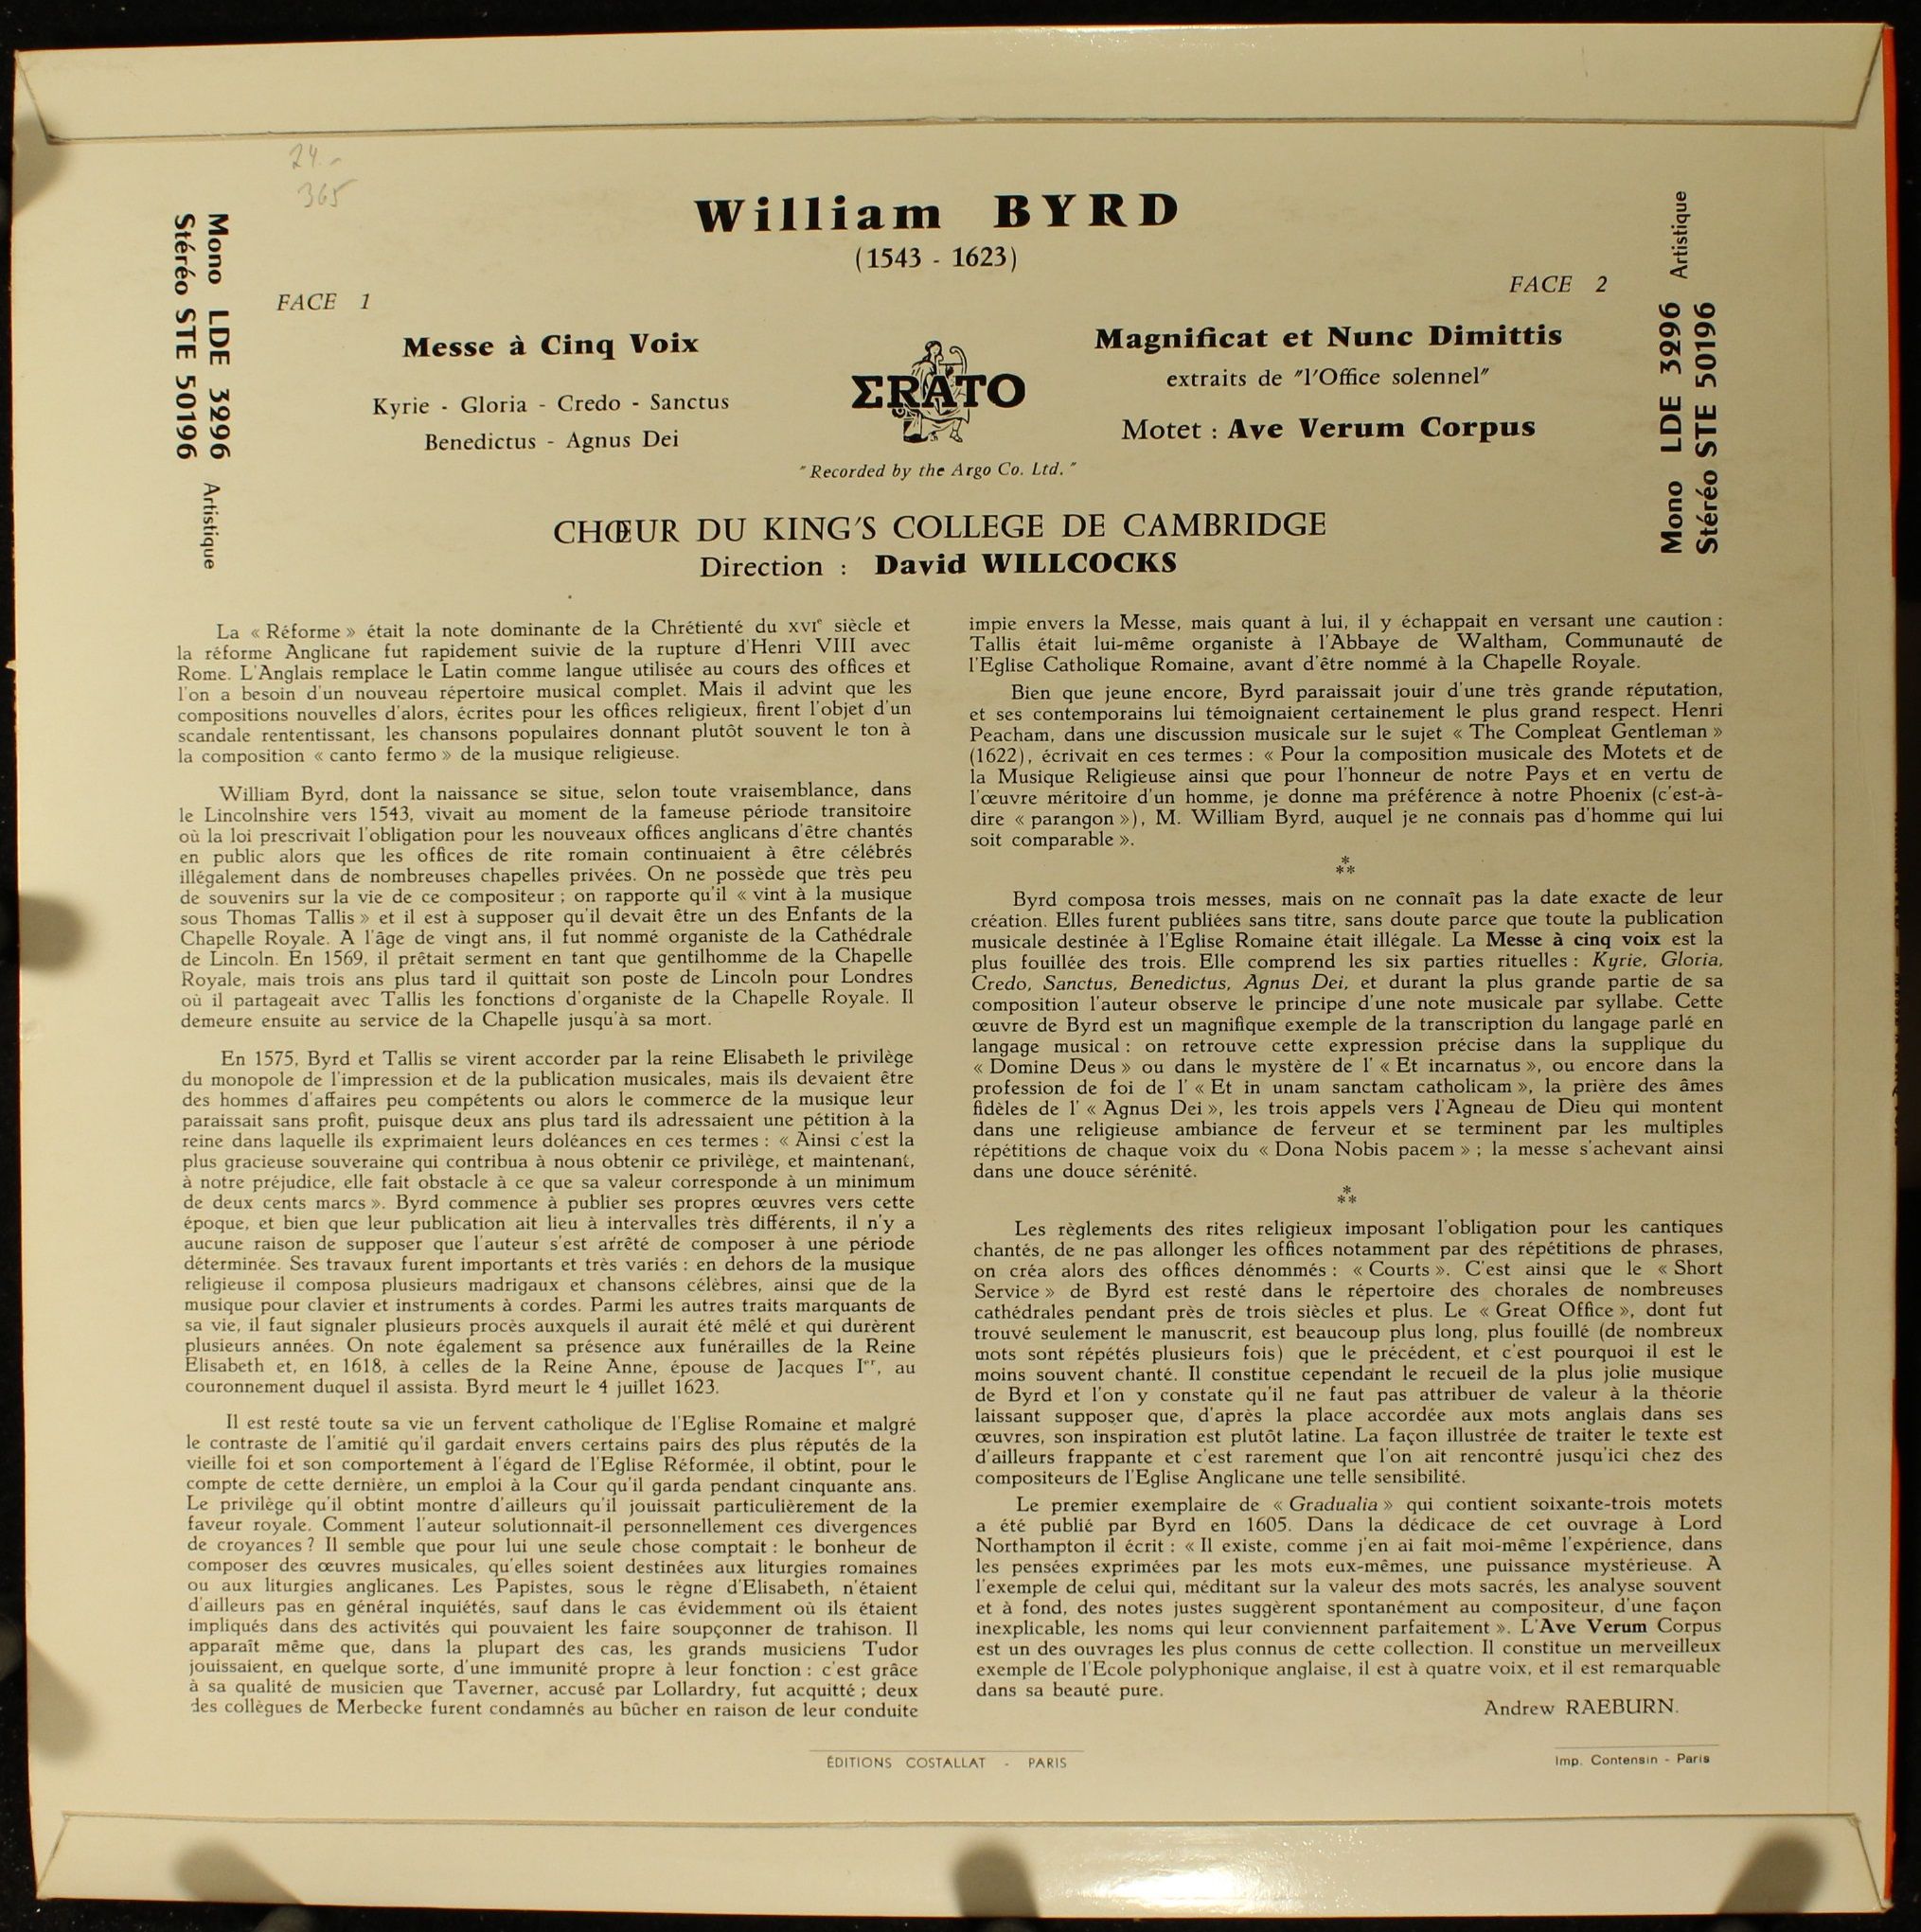 24.-
365
William BYRD
(1543 - 1623)
Mono LDE 3296 Artistique
Stéréo STE 50196
FACE 1
Messe à Cinq Voix
Kyrie - Gloria - Credo - Sanctus
Benedictus - Agnus Dei
ΣRATO
"Recorded by the Argo Co. Ltd."
FACE 2
Magnificat et Nunc Dimittis
extraits de "l'Office solennel"
Motet : Ave Verum Corpus
Mono LDE 3296 Artistique
Stéréo STE 50196
CHŒUR DU KING'S COLLEGE DE CAMBRIDGE
Direction : David WILLCOCKS
La « Réforme » était la note dominante de la Chrétienté du XVIe siècle et
la réforme Anglicane fut rapidement suivie de la rupture d'Henri VIII avec
Rome. L'Anglais remplace le Latin comme langue utilisée au cours des offices et
l'on a besoin d'un nouveau répertoire musical complet. Mais il advint que les
compositions nouvelles d'alors, écrites pour les offices religieux, firent l'objet d'un
scandale rententissant, les chansons populaires donnant plutôt souvent le ton à
la composition « canto fermo » de la musique religieuse.
William Byrd, dont la naissance se situe, selon toute vraisemblance, dans
le Lincolnshire vers 1543, vivait au moment de la fameuse période transitoire
où la loi prescrivait l'obligation pour les nouveaux offices anglicans d'être chantés
en public alors que les offices de rite romain continuaient à être célébrés
illégalement dans de nombreuses chapelles privées. On ne possède que très peu
de souvenirs sur la vie de ce compositeur ; on rapporte qu'il « vint à la musique
sous Thomas Tallis » et il est à supposer qu'il devait être un des Enfants de la
Chapelle Royale. A l'âge de vingt ans, il fut nommé organiste de la Cathédrale
de Lincoln. En 1569, il prêtait serment en tant que gentilhomme de la Chapelle
Royale, mais trois ans plus tard il quittait son poste de Lincoln pour Londres
où il partageait avec Tallis les fonctions d'organiste de la Chapelle Royale. Il
demeure ensuite au service de la Chapelle jusqu'à sa mort.
En 1575, Byrd et Tallis se virent accorder par la reine Elisabeth le privilège
du monopole de l'impression et de la publication musicales, mais ils devaient être
des hommes d'affaires peu compétents ou alors le commerce de la musique leur
paraissait sans profit, puisque deux ans plus tard ils adressaient une pétition à la
reine dans laquelle ils exprimaient leurs doléances en ces termes : « Ainsi c'est la
plus gracieuse souveraine qui contribua à nous obtenir ce privilège, et maintenant,
à notre préjudice, elle fait obstacle à ce que sa valeur corresponde à un minimum
de deux cents marcs ». Byrd commence à publier ses propres œuvres vers cette
époque, et bien que leur publication ait lieu à intervalles très différents, il n'y a
aucune raison de supposer que l'auteur s'est arrêté de composer à une période
déterminée. Ses travaux furent importants et très variés : en dehors de la musique
religieuse il composa plusieurs madrigaux et chansons célèbres, ainsi que de la
musique pour clavier et instruments à cordes. Parmi les autres traits marquants de
sa vie, il faut signaler plusieurs procès auxquels il aurait été mêlé et qui durèrent
plusieurs années. On note également sa présence aux funérailles de la Reine
Elisabeth et, en 1618, à celles de la Reine Anne, épouse de Jacques Ier, au
couronnement duquel il assista. Byrd meurt le 4 juillet 1623.
Il est resté toute sa vie un fervent catholique de l'Eglise Romaine et malgré
le contraste de l'amitié qu'il gardait envers certains pairs des plus réputés de la
vieille foi et son comportement à l'égard de l'Eglise Réformée, il obtint, pour le
compte de cette dernière, un emploi à la Cour qu'il garda pendant cinquante ans.
Le privilège qu'il obtint montre d'ailleurs qu'il jouissait particulièrement de la
faveur royale. Comment l'auteur solutionnait-il personnellement ces divergences
de croyances ? Il semble que pour lui une seule chose comptait : le bonheur de
composer des œuvres musicales, qu'elles soient destinées aux liturgies romaines
ou aux liturgies anglicanes. Les Papistes, sous le règne d'Elisabeth, n'étaient
d'ailleurs pas en général inquiétés, sauf dans le cas évidemment où ils étaient
impliqués dans des activités qui pouvaient les faire soupçonner de trahison. Il
apparaît même que, dans la plupart des cas, les grands musiciens Tudor
jouissaient, en quelque sorte, d'une immunité propre à leur fonction : c'est grâce
à sa qualité de musicien que Taverner, accusé par Lollardry, fut acquitté ; deux
des collègues de Merbecke furent condamnés au bûcher en raison de leur conduite
impie envers la Messe, mais quant à lui, il y échappait en versant une caution :
Tallis était lui-même organiste à l'Abbaye de Waltham, Communauté de
l'Eglise Catholique Romaine, avant d'être nommé à la Chapelle Royale.
Bien que jeune encore, Byrd paraissait jouir d'une très grande réputation,
et ses contemporains lui témoignaient certainement le plus grand respect. Henri
Peacham, dans une discussion musicale sur le sujet « The Compleat Gentleman »
(1622), écrivait en ces termes : « Pour la composition musicale des Motets et de
la Musique Religieuse ainsi que pour l'honneur de notre Pays et en vertu de
l'œuvre méritoire d'un homme, je donne ma préférence à notre Phoenix (c'est-à-
dire « parangon »), M. William Byrd, auquel je ne connais pas d'homme qui lui
soit comparable ».
***
Byrd composa trois messes, mais on ne connaît pas la date exacte de leur
création. Elles furent publiées sans titre, sans doute parce que toute la publication
musicale destinée à l'Eglise Romaine était illégale. La Messe à cinq voix est la
plus fouillée des trois. Elle comprend les six parties rituelles : Kyrie, Gloria,
Credo, Sanctus, Benedictus, Agnus Dei, et durant la plus grande partie de sa
composition l'auteur observe le principe d'une note musicale par syllabe. Cette
œuvre de Byrd est un magnifique exemple de la transcription du langage parlé en
langage musical : on retrouve cette expression précise dans la supplique du
« Domine Deus » ou dans le mystère de l' « Et incarnatus », ou encore dans la
profession de foi de l' « Et in unam sanctam catholicam », la prière des âmes
fidèles de l' « Agnus Dei », les trois appels vers l'Agneau de Dieu qui montent
dans une religieuse ambiance de ferveur et se terminent par les multiples
répétitions de chaque voix du « Dona Nobis pacem » ; la messe s'achevant ainsi
dans une douce sérénité.
***
Les règlements des rites religieux imposant l'obligation pour les cantiques
chantés, de ne pas allonger les offices notamment par des répétitions de phrases,
on créa alors des offices dénommés : « Courts ». C'est ainsi que le « Short
Service » de Byrd est resté dans le répertoire des chorales de nombreuses
cathédrales pendant près de trois siècles et plus. Le « Great Office », dont fut
trouvé seulement le manuscrit, est beaucoup plus long, plus fouillé (de nombreux
mots sont répétés plusieurs fois) que le précédent, et c'est pourquoi il est le
moins souvent chanté. Il constitue cependant le recueil de la plus jolie musique
de Byrd et l'on y constate qu'il ne faut pas attribuer de valeur à la théorie
laissant supposer que, d'après la place accordée aux mots anglais dans ses
œuvres, son inspiration est plutôt latine. La façon illustrée de traiter le texte est
d'ailleurs frappante et c'est rarement que l'on ait rencontré jusqu'ici chez des
compositeurs de l'Eglise Anglicane une telle sensibilité.
Le premier exemplaire de « Gradualia » qui contient soixante-trois motets
a été publié par Byrd en 1605. Dans la dédicace de cet ouvrage à Lord
Northampton il écrit : « Il existe, comme j'en ai fait moi-même l'expérience, dans
les pensées exprimées par les mots eux-mêmes, une puissance mystérieuse. A
l'exemple de celui qui, méditant sur la valeur des mots sacrés, les analyse souvent
et à fond, des notes justes suggèrent spontanément au compositeur, d'une façon
inexplicable, les noms qui leur conviennent parfaitement ». L'Ave Verum Corpus
est un des ouvrages les plus connus de cette collection. Il constitue un merveilleux
exemple de l'Ecole polyphonique anglaise, il est à quatre voix, et il est remarquable
dans sa beauté pure.
Andrew RAEBURN.
ÉDITIONS COSTALLAT - PARIS
Imp. Contensin - Paris